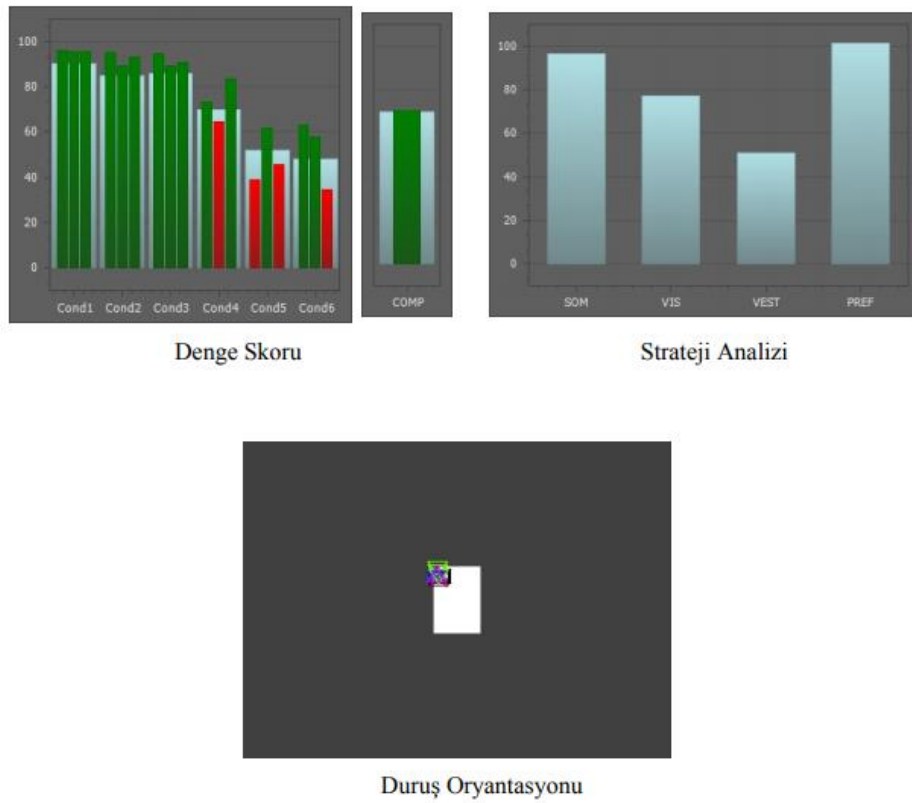 100
80
60
40
20
0
Cond1 Cond2 Cond3 Cond4 Cond5 Cond6
COMP
Denge Skoru
100
80
60
40
20
0
SOM VIS VEST PREF
Strateji Analizi
Duruş Oryantasyonu